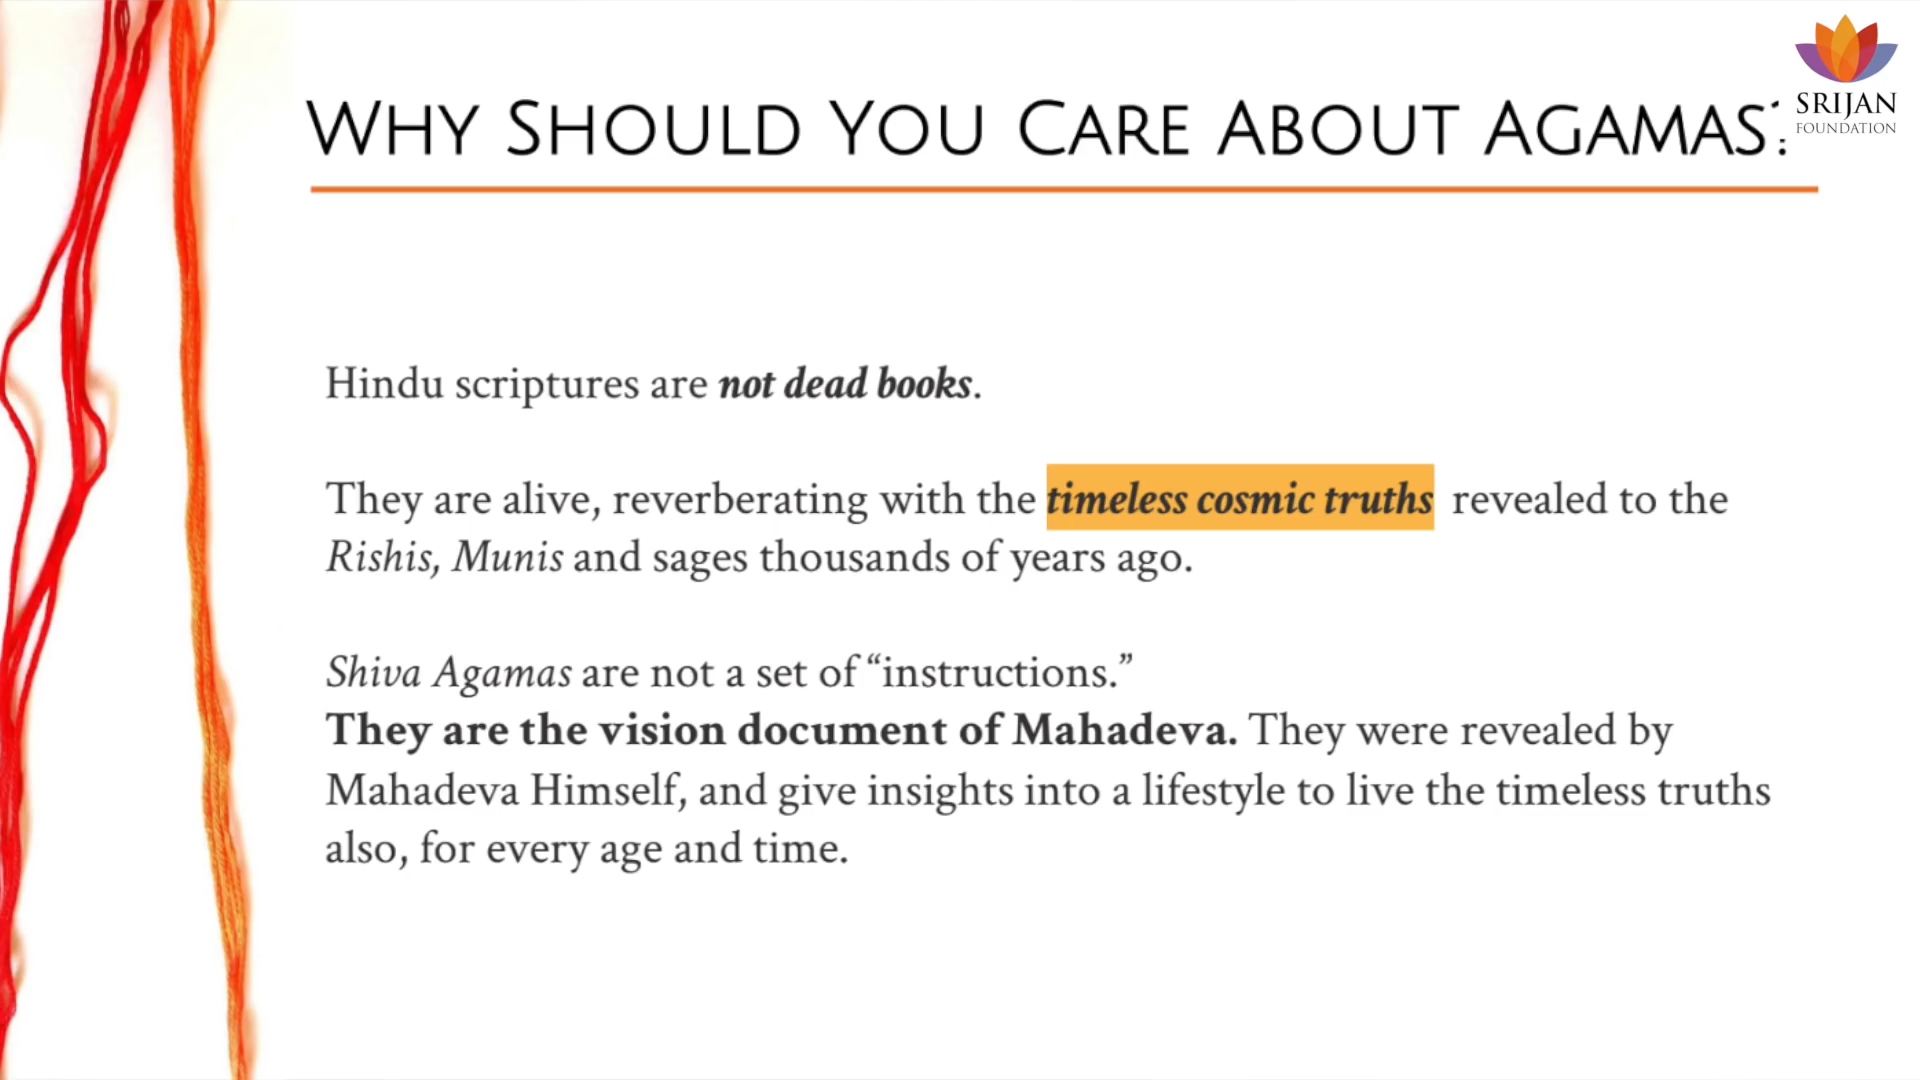 WHY SHOULD YOU CARE ABOUT AGAMAS?
SRIJAN
FOUNDATION
Hindu scriptures are not dead books.
They are alive, reverberating with the timeless cosmic truths revealed to the
Rishis, Munis and sages thousands of years ago.
Shiva Agamas are not a set of “instructions.”
They are the vision document of Mahadeva. They were revealed by
Mahadeva Himself, and give insights into a lifestyle to live the timeless truths
also, for every age and time.